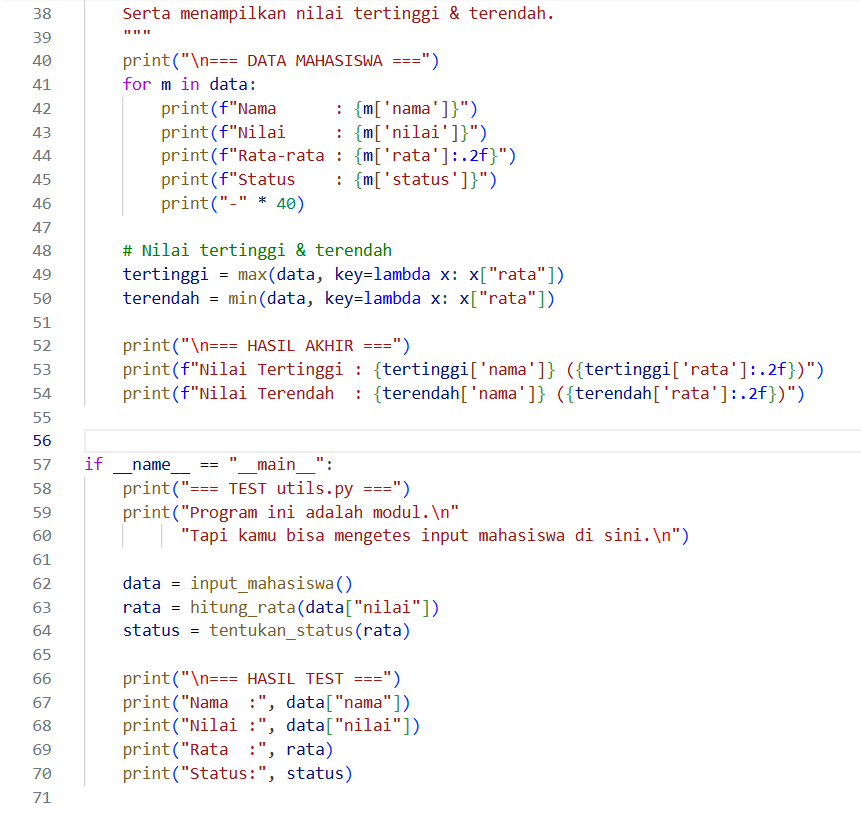 38 Serta menampilkan nilai tertinggi & terendah.
39 """
40 print("\n=== DATA MAHASISWA ===")
41 for m in data:
42 print(f"Nama      : {m['nama']}")
43 print(f"Nilai     : {m['nilai']}")
44 print(f"Rata-rata : {m['rata']:.2f}")
45 print(f"Status    : {m['status']}")
46 print("-" * 40)
47
48 # Nilai tertinggi & terendah
49 tertinggi = max(data, key=lambda x: x["rata"])
50 terendah = min(data, key=lambda x: x["rata"])
51
52 print("\n=== HASIL AKHIR ===")
53 print(f"Nilai Tertinggi : {tertinggi['nama']} ({tertinggi['rata']:.2f})")
54 print(f"Nilai Terendah  : {terendah['nama']} ({terendah['rata']:.2f})")
55
56
57 if __name__ == "__main__":
58 print("=== TEST utils.py ===")
59 print("Program ini adalah modul.\n"
60 "Tapi kamu bisa mengetes input mahasiswa di sini.\n")
61
62 data = input_mahasiswa()
63 rata = hitung_rata(data["nilai"])
64 status = tentukan_status(rata)
65
66 print("\n=== HASIL TEST ===")
67 print("Nama  :", data["nama"])
68 print("Nilai :", data["nilai"])
69 print("Rata  :", rata)
70 print("Status:", status)
71